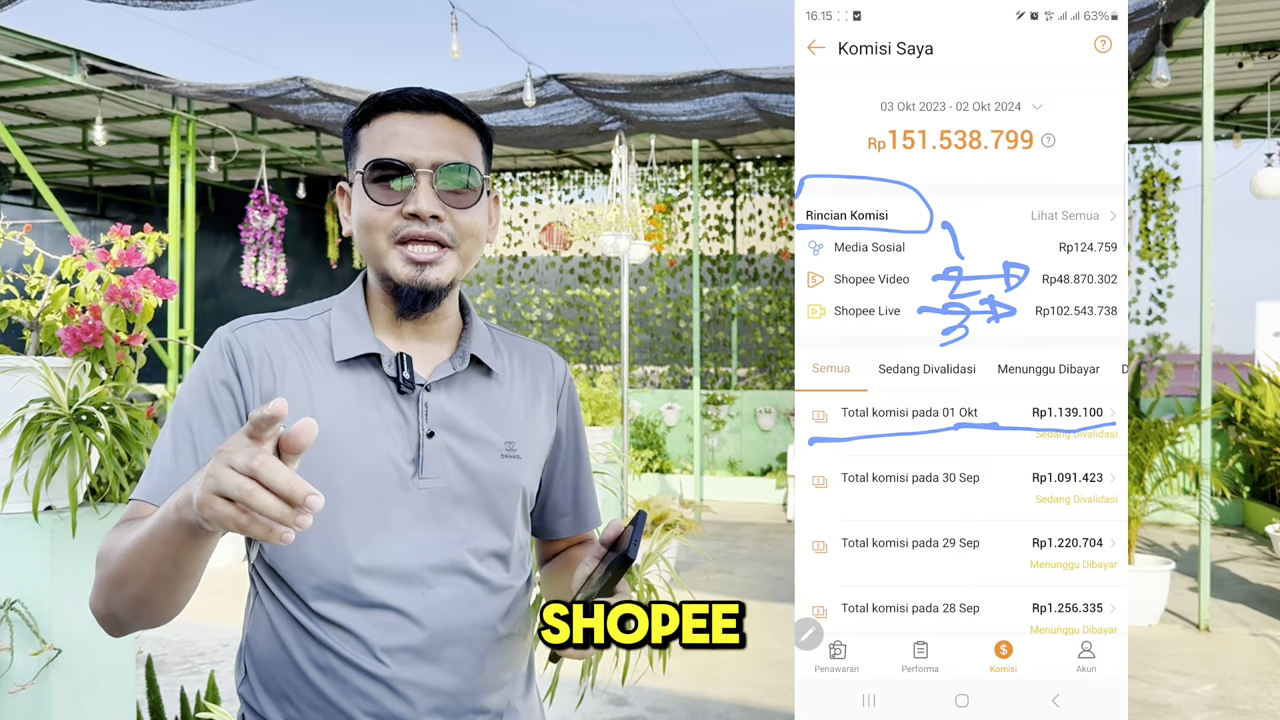 16.15
63%
Komisi Saya
03 Okt 2023 - 02 Okt 2024
Rp151.538.799
Rincian Komisi
Lihat Semua
1
Media Sosial
Rp124.759
Shopee Video
2
Rp48.870.302
Shopee Live
3
Rp102.543.738
Semua
Sedang Divalidasi
Menunggu Dibayar
D
Total komisi pada 01 Okt
Rp1.139.100
Sedang Divalidasi
Total komisi pada 30 Sep
Rp1.091.423
Sedang Divalidasi
Total komisi pada 29 Sep
Rp1.220.704
Menunggu Dibayar
Total komisi pada 28 Sep
Rp1.256.335
Menunggu Dibayar
Penawaran
Performa
Komisi
Akun
CHANEL
SHOPEE